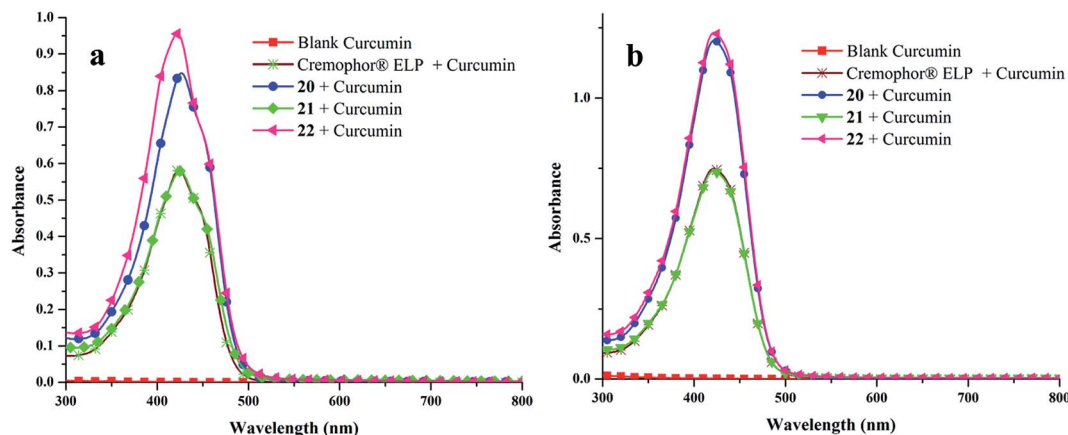 a
Blank Curcumin
Cremophor® ELP + Curcumin
20 + Curcumin
21 + Curcumin
22 + Curcumin
1.0
0.9
0.8
0.7
0.6
0.5
0.4
0.3
0.2
0.1
0.0
Absorbance
300 400 500 600 700 800
Wavelength (nm)
b
Blank Curcumin
Cremophor® ELP + Curcumin
20 + Curcumin
21 + Curcumin
22 + Curcumin
1.0
0.5
0.0
Absorbance
300 400 500 600 700 800
Wavelength (nm)